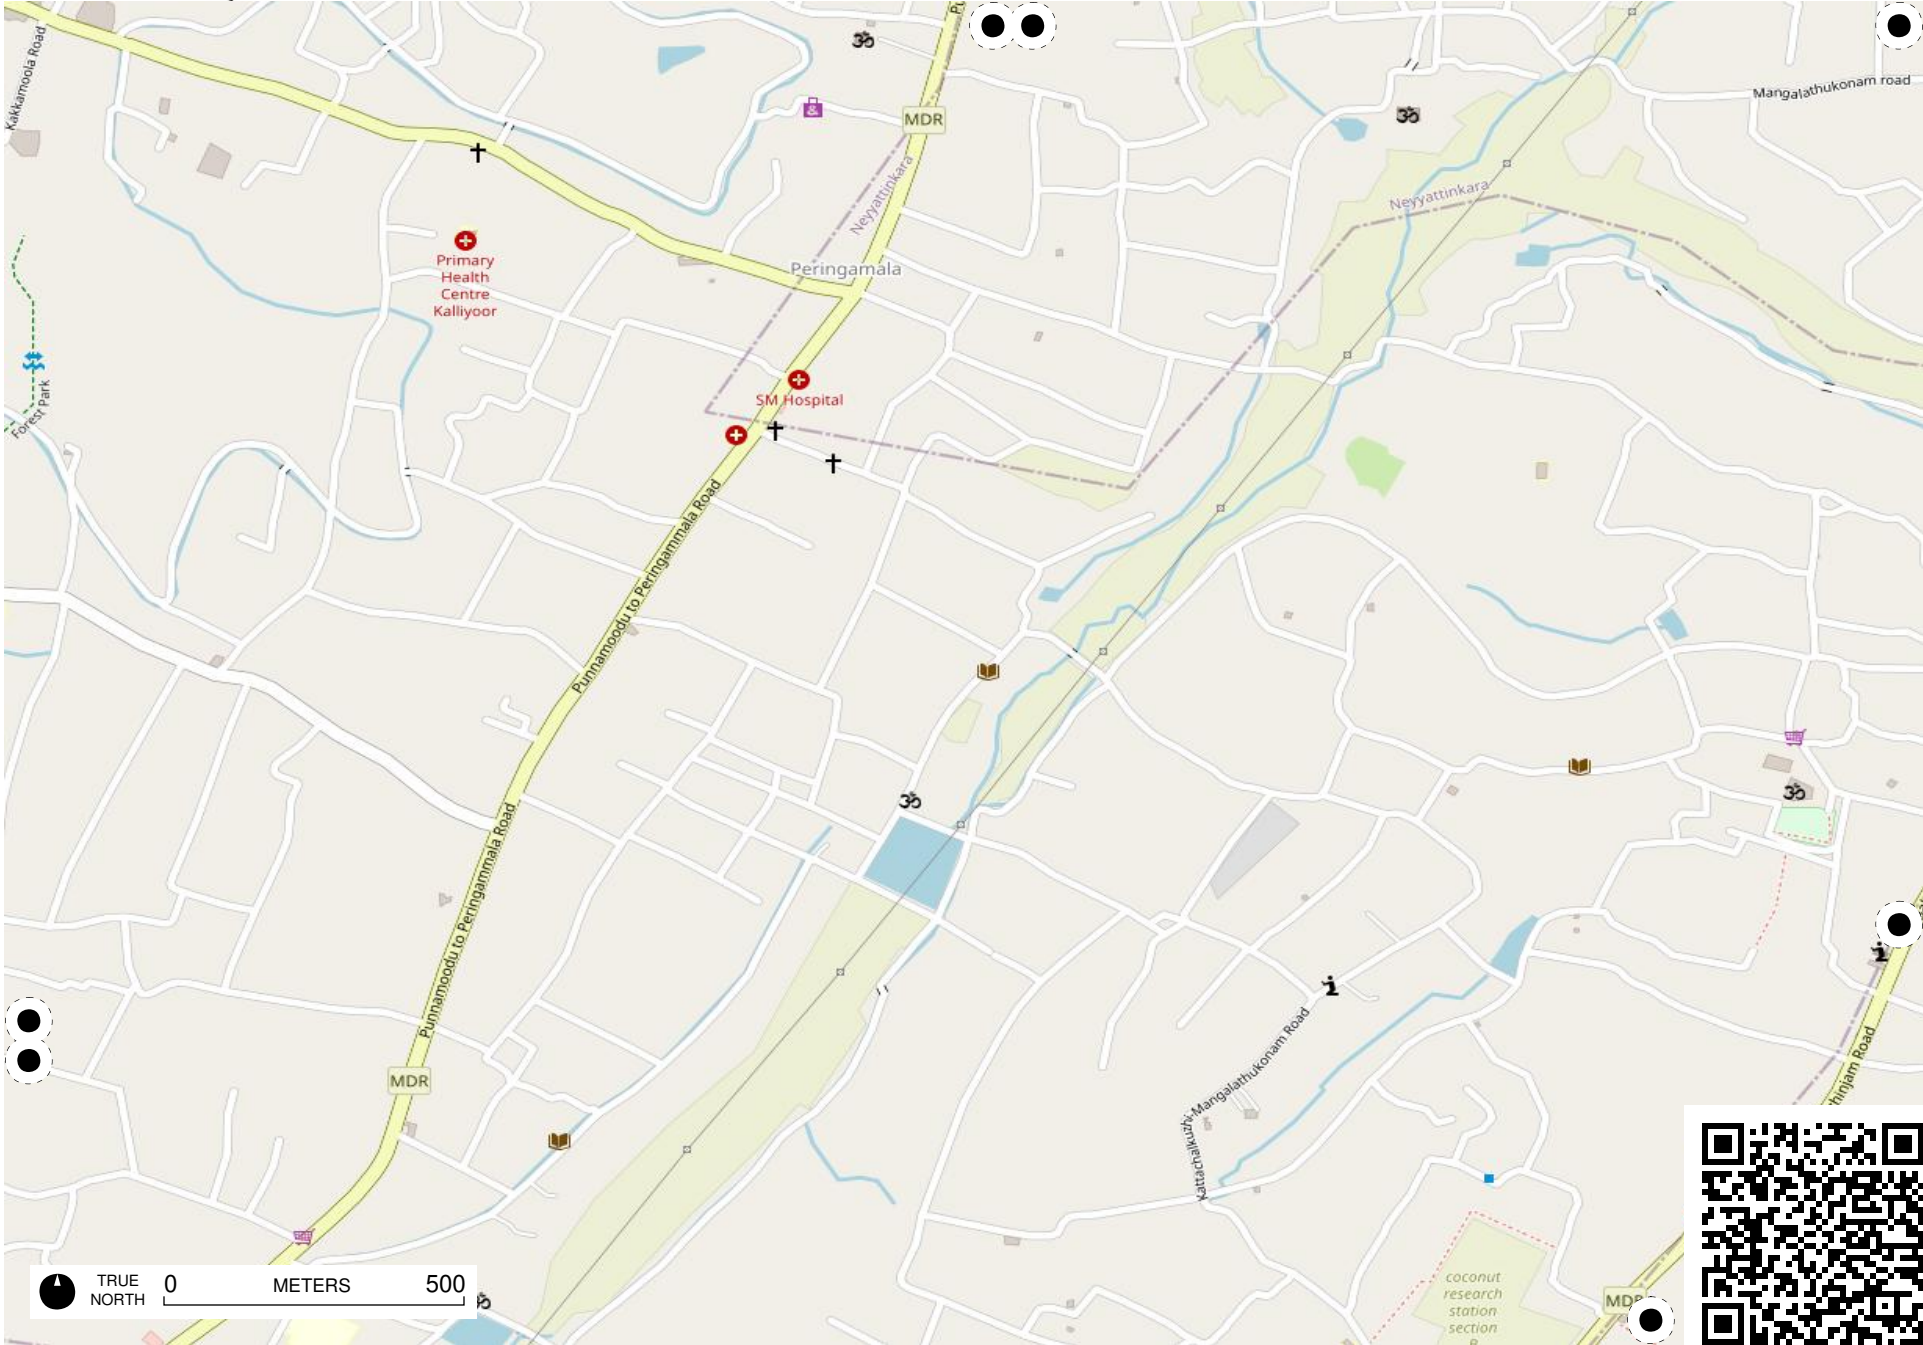 Kakkamoola Road
MDR
Mangalathukonam road
Neyyattinkara
Neyyattinkara
Primary
Health
Centre
Kalliyoor
Peringamala
SM Hospital
Forest Park
Punnamoodu to Peringammala Road
Punnamoodu to Peringammala Road
Kattachalkuzhi-Mangalathukonam Road
hinjam Road
MDR
coconut
research
station
section
MDR
TRUE
NORTH
0 METERS 500